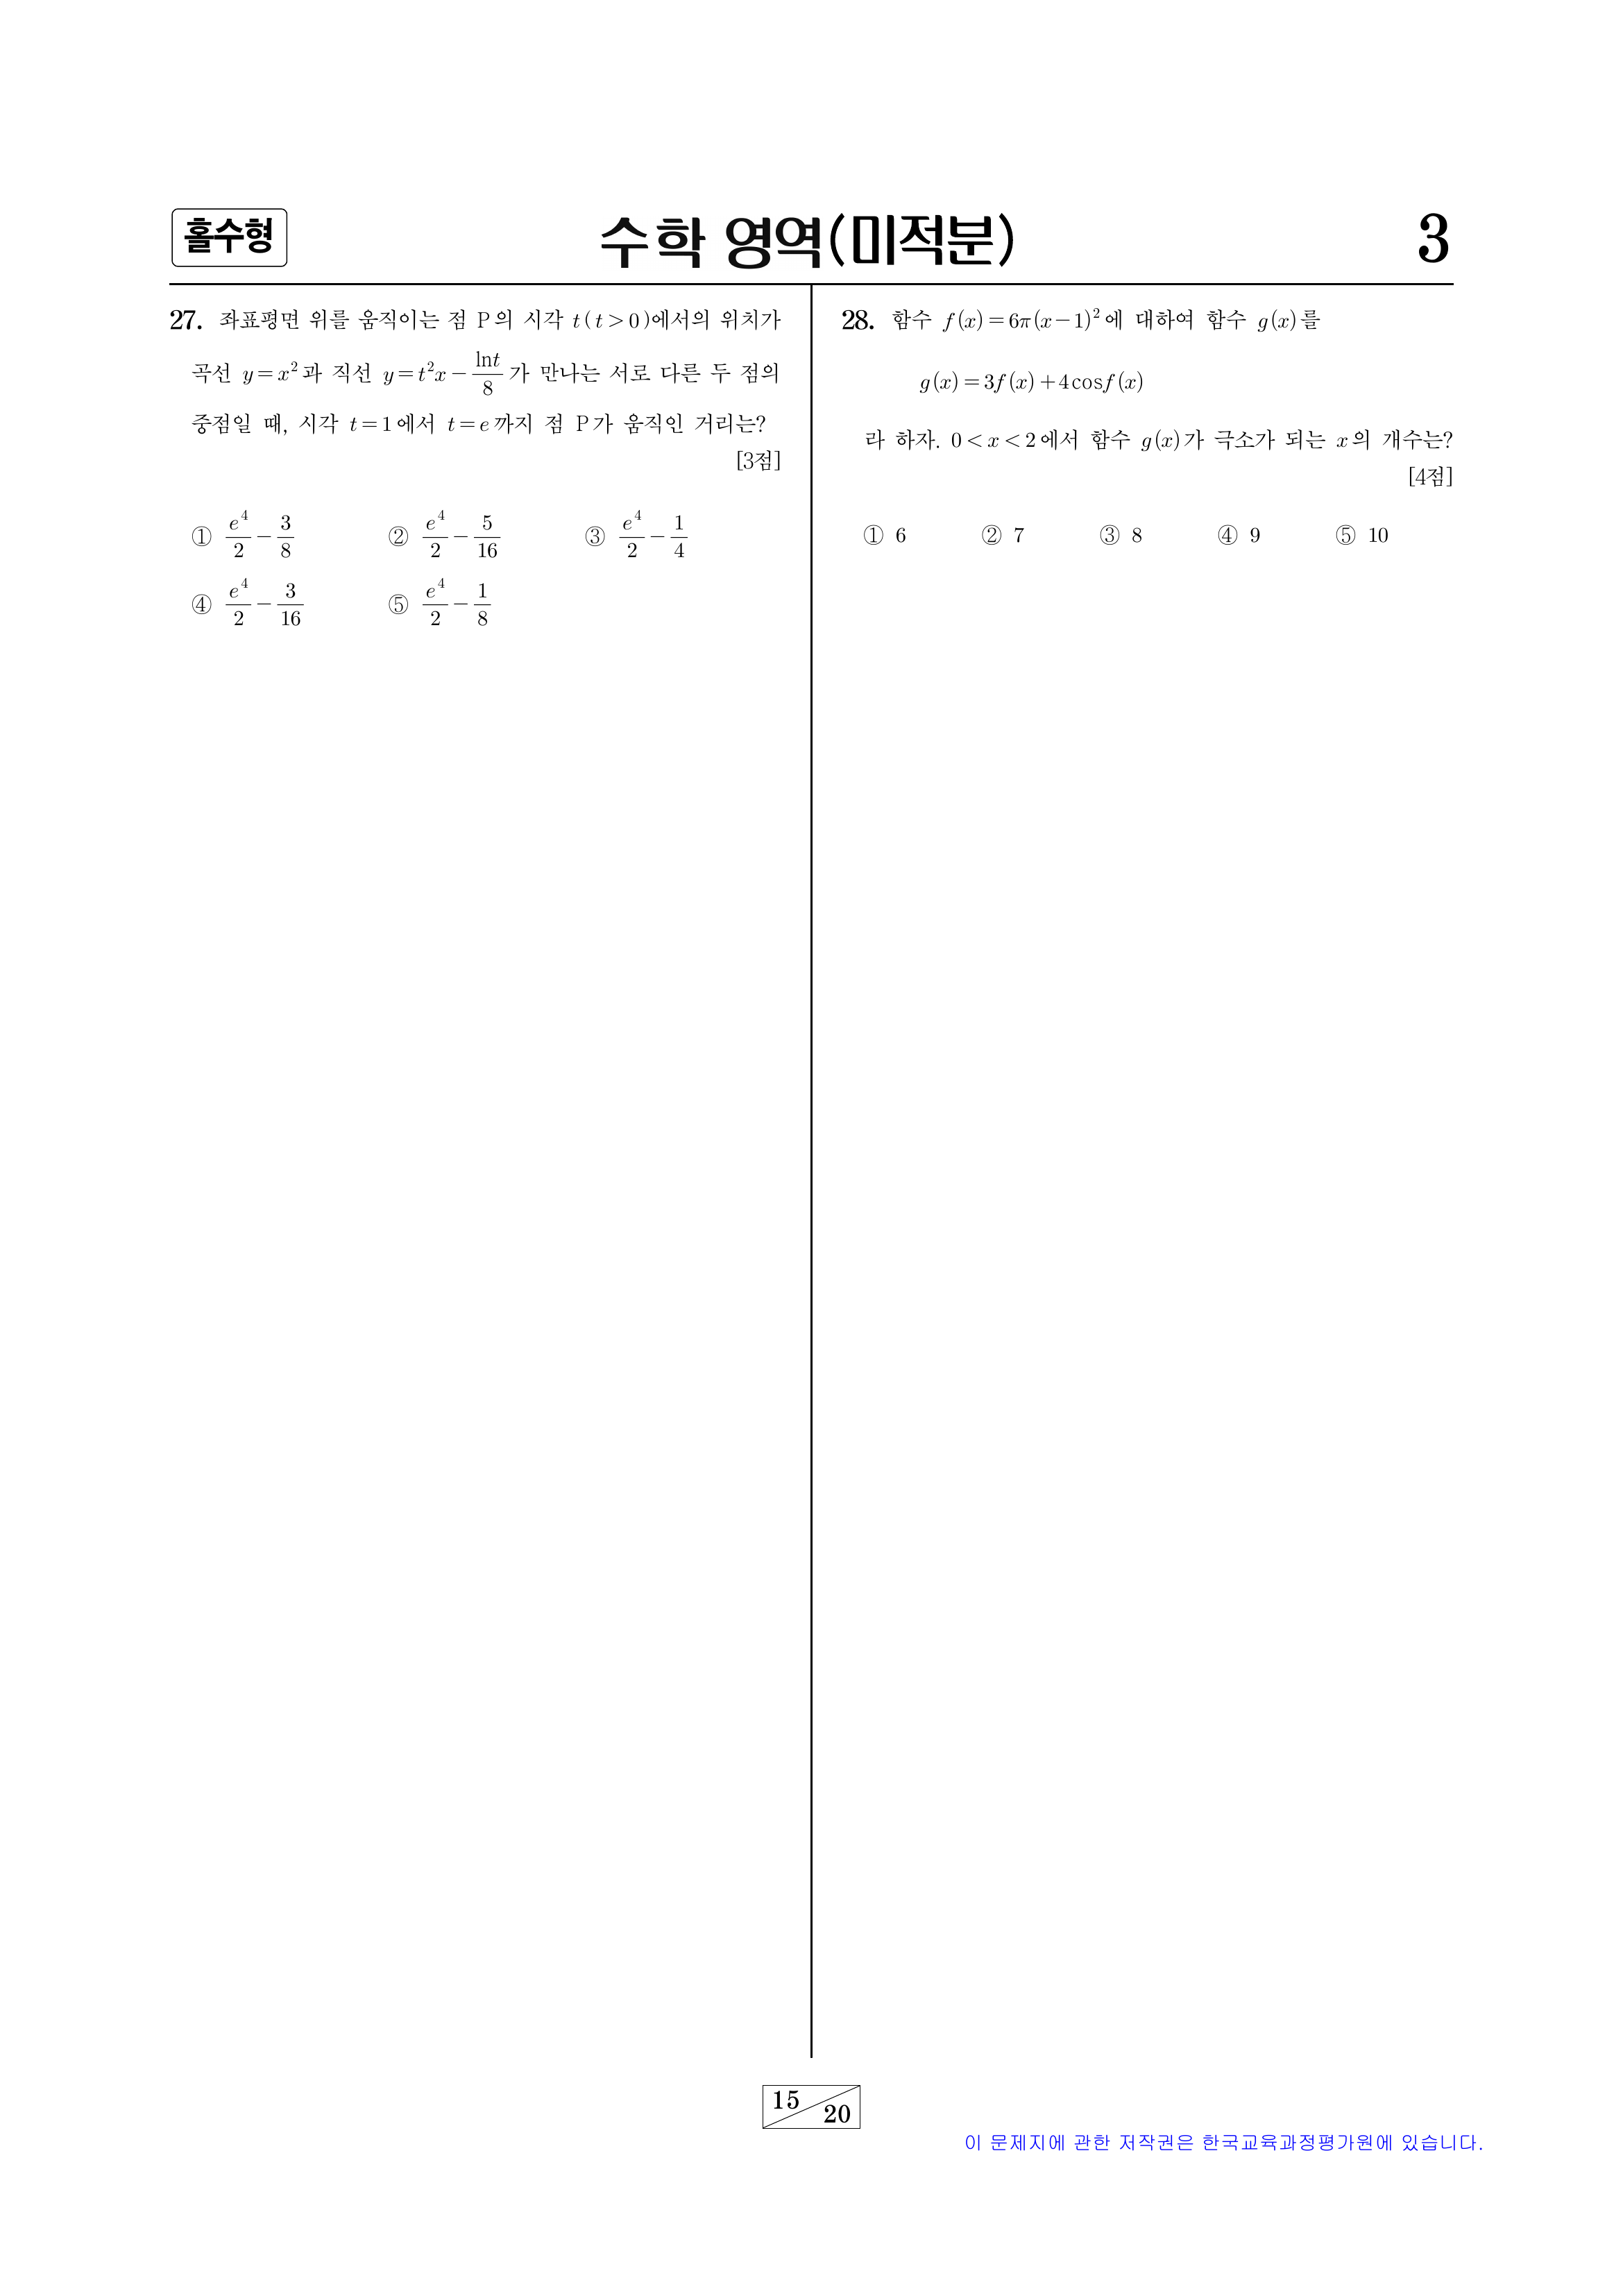 홀수형
수학 영역(미적분)
3
27. 좌표평면 위를 움직이는 점 P의 시각 t(t>0)에서의 위치가
곡선 y=x²과 직선 y=t²x-\frac{lnt}{8}가 만나는 서로 다른 두 점의
중점일 때, 시각 t=1에서 t=e까지 점 P가 움직인 거리는?
[3점]
① \frac{e^4}{2}-\frac{3}{8} ② \frac{e^4}{2}-\frac{5}{16} ③ \frac{e^4}{2}-\frac{1}{4}
④ \frac{e^4}{2}-\frac{3}{16} ⑤ \frac{e^4}{2}-\frac{1}{8}
28. 함수 f(x)=6π(x-1)²에 대하여 함수 g(x)를
g(x)=3f(x)+4cosf(x)
라 하자. 0<x<2에서 함수 g(x)가 극소가 되는 x의 개수는?
[4점]
① 6 ② 7 ③ 8 ④ 9 ⑤ 10
15
20
이 문제지에 관한 저작권은 한국교육과정평가원에 있습니다.